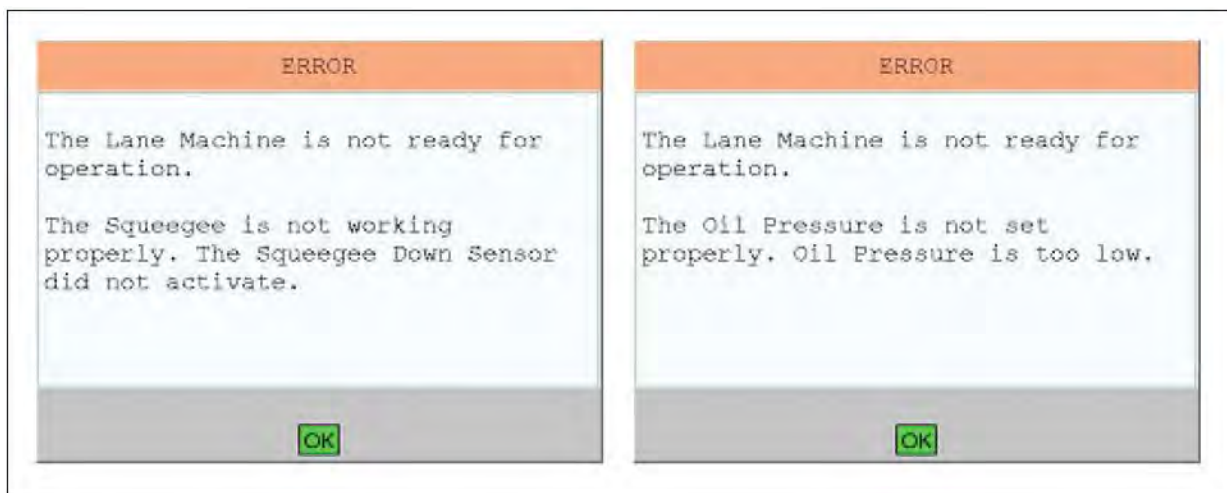 ERROR
The Lane Machine is not ready for
operation.
The Squeegee is not working
properly. The Squeegee Down Sensor
did not activate.
OK
ERROR
The Lane Machine is not ready for
operation.
The Oil Pressure is not set
properly. Oil Pressure is too low.
OK